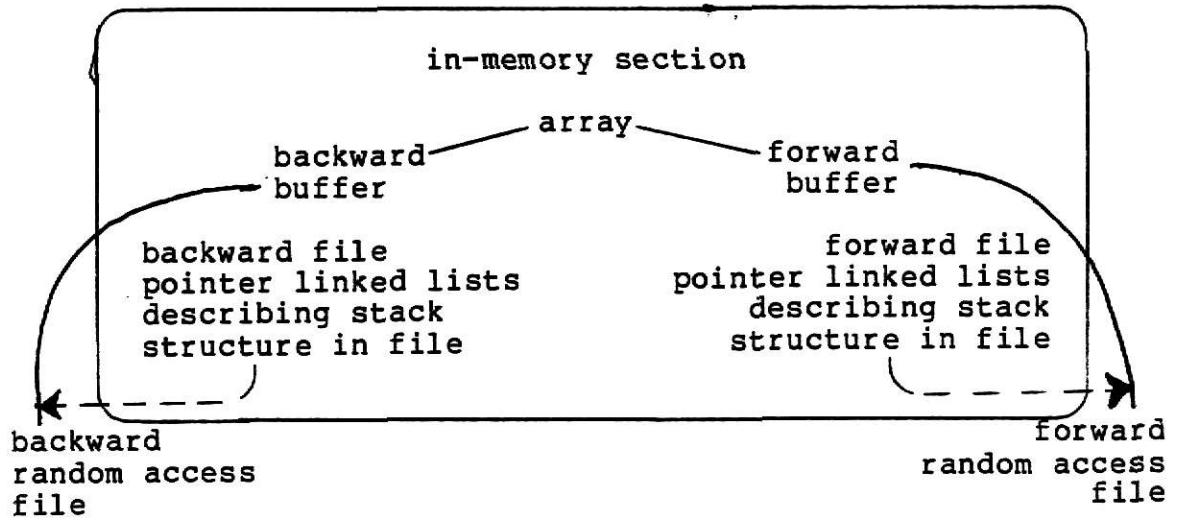 in-memory section
array
backward
buffer
forward
buffer
backward file
pointer linked lists
describing stack
structure in file
forward file
pointer linked lists
describing stack
structure in file
backward
random access
file
forward
random access
file